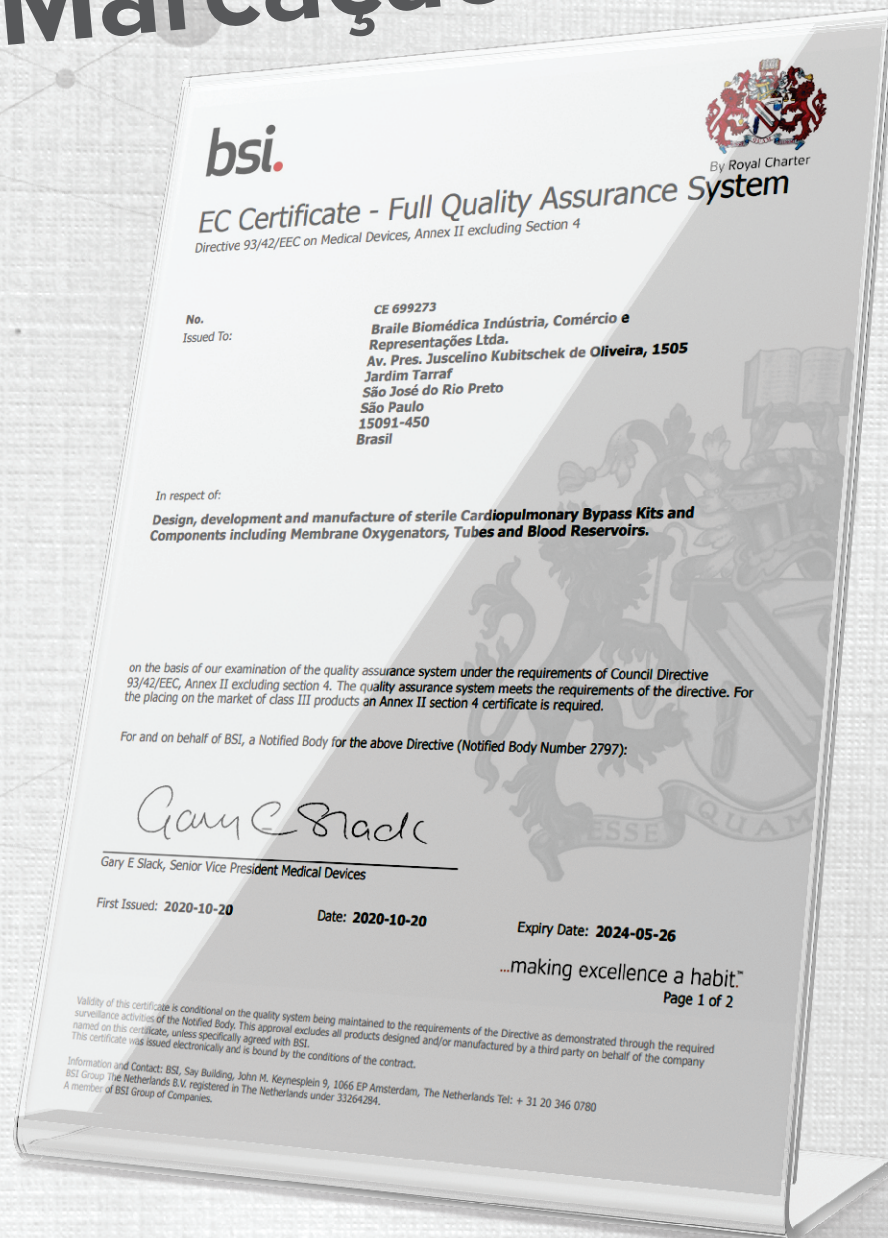 Marcação
bsi.
By Royal Charter
EC Certificate - Full Quality Assurance System
Directive 93/42/EEC on Medical Devices, Annex II excluding Section 4
No.
CE 699273
Issued To:
Braile Biomédica Indústria, Comércio e
Representações Ltda.
Av. Pres. Juscelino Kubitschek de Oliveira, 1505
Jardim Tarraf
São José do Rio Preto
São Paulo
15091-450
Brasil
In respect of:
Design, development and manufacture of sterile Cardiopulmonary Bypass Kits and
Components including Membrane Oxygenators, Tubes and Blood Reservoirs.
on the basis of our examination of the quality assurance system under the requirements of Council Directive
93/42/EEC, Annex II excluding section 4. The quality assurance system meets the requirements of the directive. For
the placing on the market of class III products an Annex II section 4 certificate is required.
For and on behalf of BSI, a Notified Body for the above Directive (Notified Body Number 2797):
Gary E Slack
ESSE QUAM
Gary E Slack, Senior Vice President Medical Devices
First Issued: 2020-10-20 Date: 2020-10-20 Expiry Date: 2024-05-26
...making excellence a habit.™
Page 1 of 2
Validity of this certificate is conditional on the quality system being maintained to the requirements of the Directive as demonstrated through the required
surveillance activities of the Notified Body. This approval excludes all products designed and/or manufactured by a third party on behalf of the company
named on this certificate, unless specifically agreed with BSI.
This certificate was issued electronically and is bound by the conditions of the contract.
Information and Contact: BSI, Say Building, John M. Keynesplein 9, 1066 EP Amsterdam, The Netherlands Tel: + 31 20 346 0780
BSI Group The Netherlands B.V. registered in The Netherlands under 33264284.
A member of BSI Group of Companies.